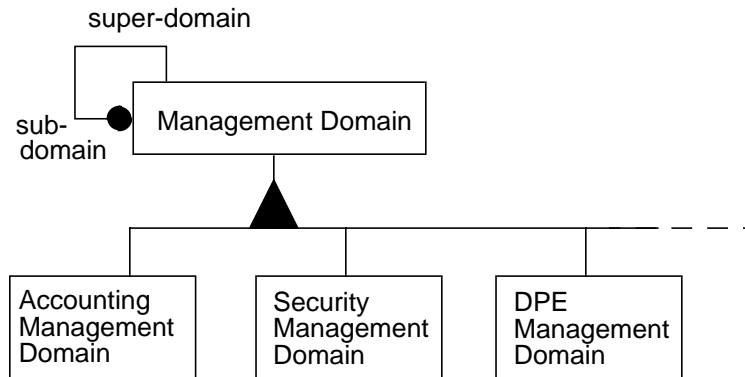 super-domain
sub-
domain
Management Domain
Accounting
Management
Domain
Security
Management
Domain
DPE
Management
Domain